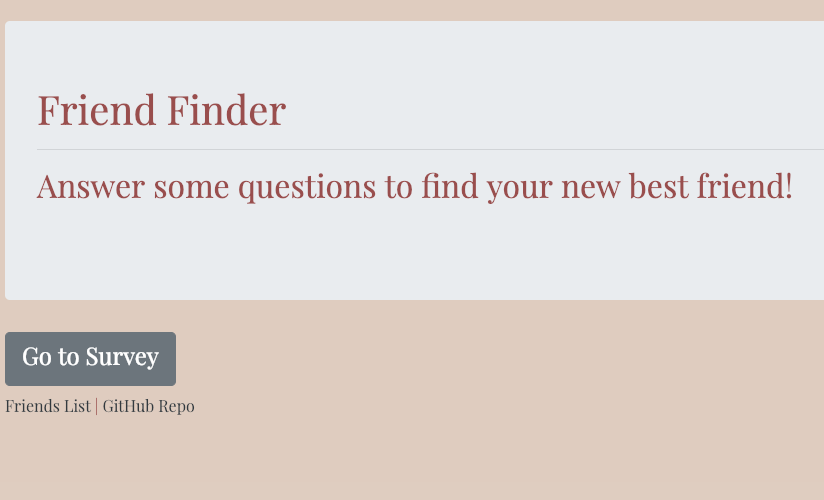 Friend Finder
Answer some questions to find your new best friend!
Go to Survey
Friends List | GitHub Repo